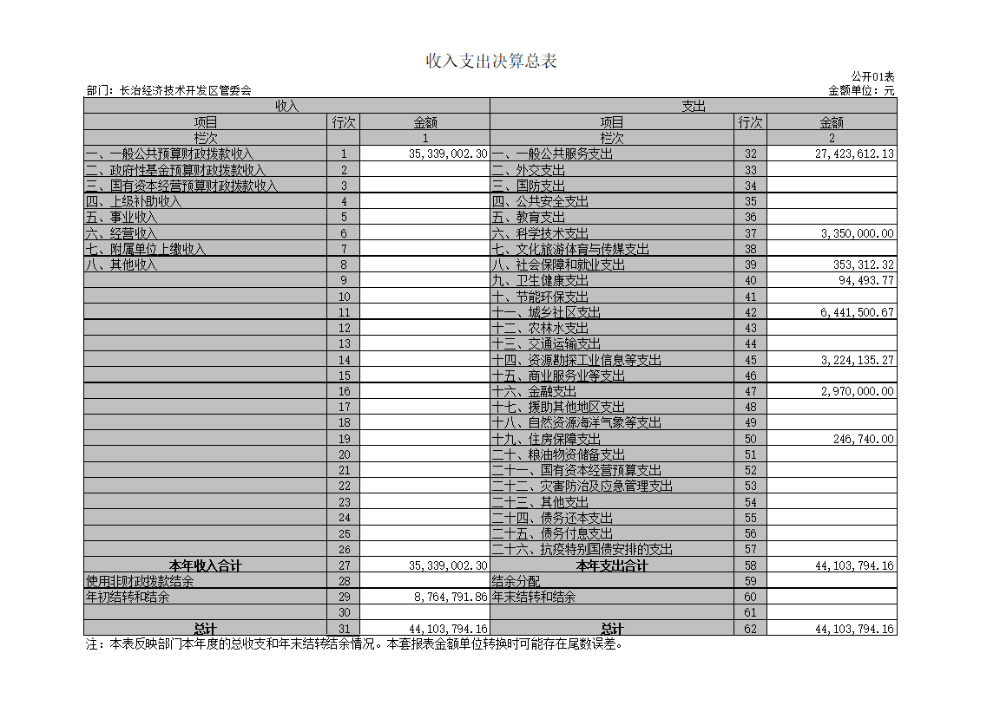 收入支出决算总表
公开01表
部门：长治经济技术开发区管委会 金额单位：元
收入 支出
项目 行次 金额 项目 行次 金额
栏次 1 栏次 2
一、一般公共预算财政拨款收入 1 35,339,002.30 一、一般公共服务支出 32 27,423,612.13
二、政府性基金预算财政拨款收入 2 二、外交支出 33
三、国有资本经营预算财政拨款收入 3 三、国防支出 34
四、上级补助收入 4 四、公共安全支出 35
五、事业收入 5 五、教育支出 36
六、经营收入 6 六、科学技术支出 37 3,350,000.00
七、附属单位上缴收入 7 七、文化旅游体育与传媒支出 38
八、其他收入 8 八、社会保障和就业支出 39 353,312.32
9 九、卫生健康支出 40 94,493.77
10 十、节能环保支出 41
11 十一、城乡社区支出 42 6,441,500.67
12 十二、农林水支出 43
13 十三、交通运输支出 44
14 十四、资源勘探工业信息等支出 45 3,224,135.27
15 十五、商业服务业等支出 46
16 十六、金融支出 47 2,970,000.00
17 十七、援助其他地区支出 48
18 十八、自然资源海洋气象等支出 49
19 十九、住房保障支出 50 246,740.00
20 二十、粮油物资储备支出 51
21 二十一、国有资本经营预算支出 52
22 二十二、灾害防治及应急管理支出 53
23 二十三、其他支出 54
24 二十四、债务还本支出 55
25 二十五、债务付息支出 56
26 二十六、抗疫特别国债安排的支出 57
本年收入合计 27 35,339,002.30 本年支出合计 58 44,103,794.16
使用非财政拨款结余 28 结余分配 59
年初结转和结余 29 8,764,791.86 年末结转和结余 60
30 61
总计 31 44,103,794.16 总计 62 44,103,794.16
注：本表反映部门本年度的总收支和年末结转结余情况。本套报表金额单位转换时可能存在尾数误差。